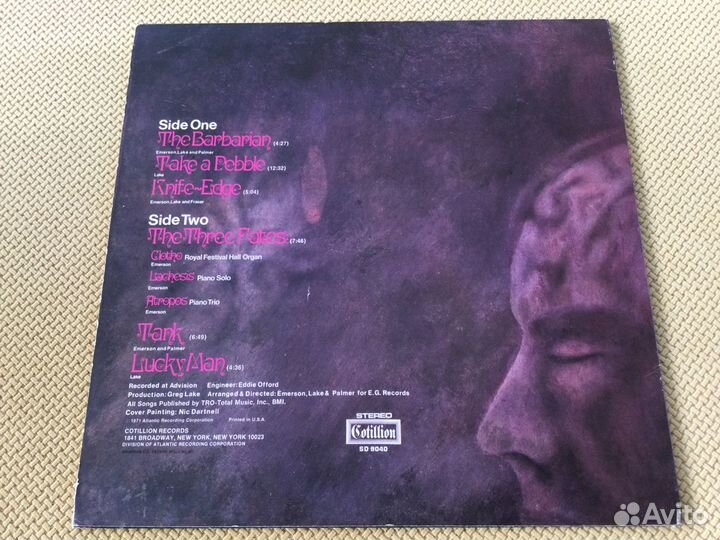 Side One
The Barbarian (4:27)
Emerson, Lake and Palmer
Take a Pebble (12:32)
Lake
Knife~Edge (5:04)
Emerson, Lake and Fraser
Side Two
The Three Fates (7:46)
Clotho Royal Festival Hall Organ
Emerson
Lachesis Piano Solo
Emerson
Atropos Piano Trio
Emerson
Tank (6:49)
Emerson and Palmer
Lucky Man (4:36)
Lake
Recorded at Advision Engineer: Eddie Offord
Production: Greg Lake Arranged & Directed: Emerson, Lake & Palmer for E.G. Records
All Songs Published by TRO-Total Music, Inc., BMI.
Cover Painting: Nic Dartnell
1971 Atlantic Recording Corporation Printed in U.S.A.
COTILLION RECORDS
1841 BROADWAY, NEW YORK, NEW YORK 10023
DIVISION OF ATLANTIC RECORDING CORPORATION
STEREO
Cotillion
SD 9040
Avito